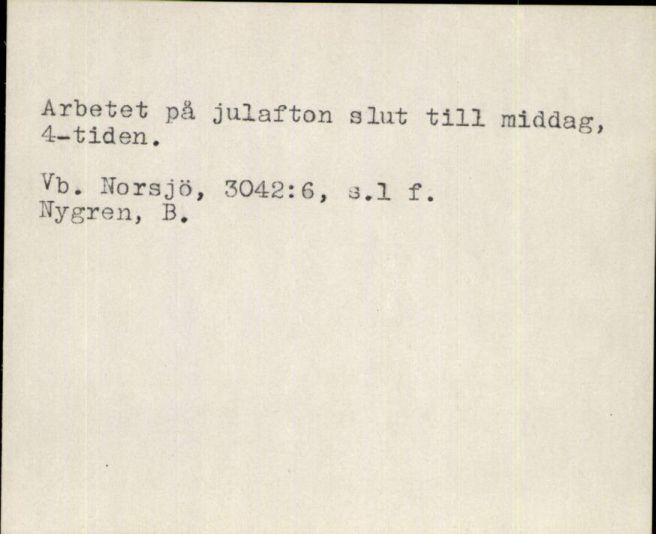 Arbetet på julafton slut till middag,
4-tiden.
Vb. Norsjö, 3042:6, s.1 f.
Nygren, B.